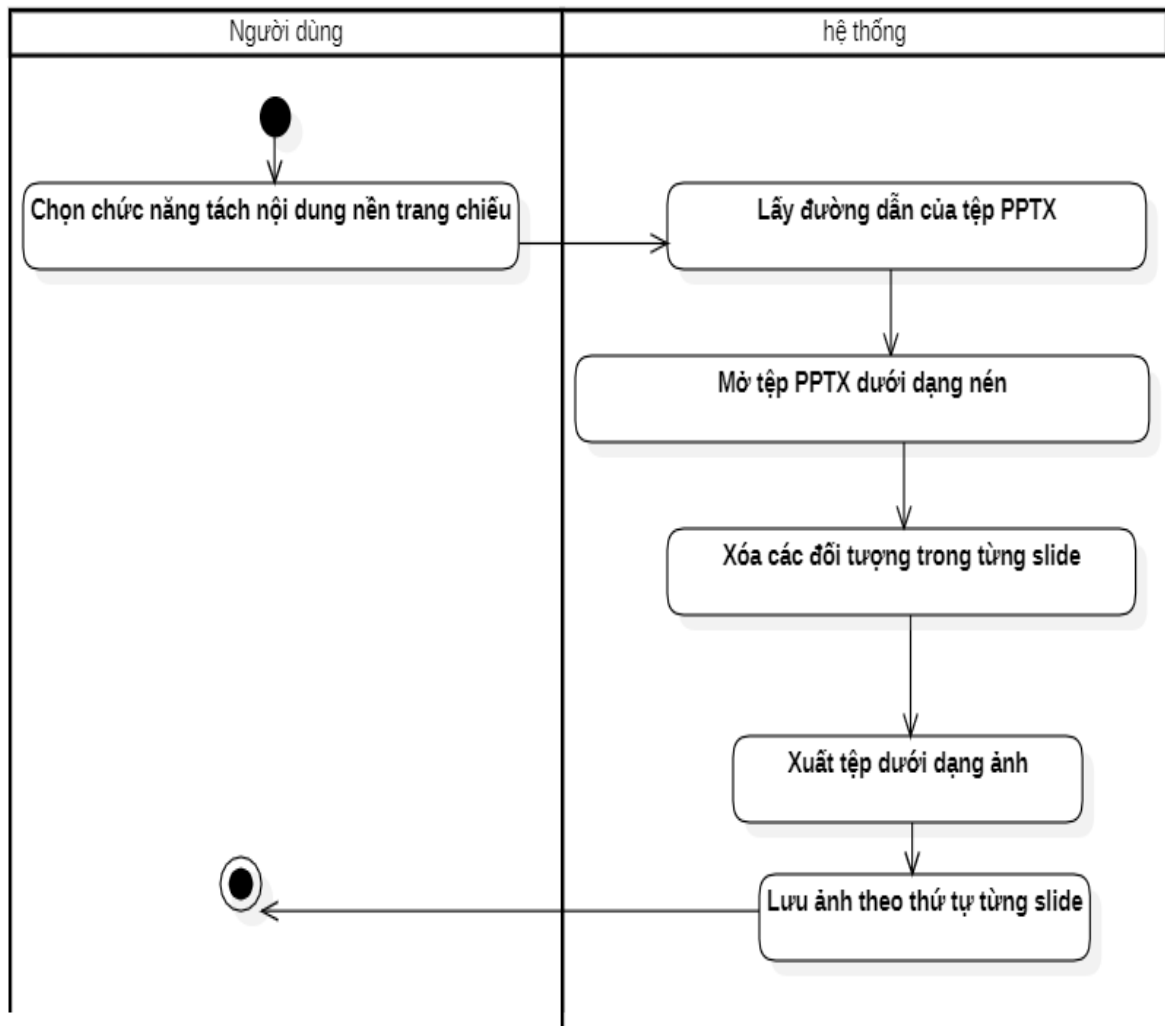 Người dùng
hệ thống
Chọn chức năng tách nội dung nền trang chiếu
Lấy đường dẫn của tệp PPTX
Mở tệp PPTX dưới dạng nén
Xóa các đối tượng trong từng slide
Xuất tệp dưới dạng ảnh
Lưu ảnh theo thứ tự từng slide